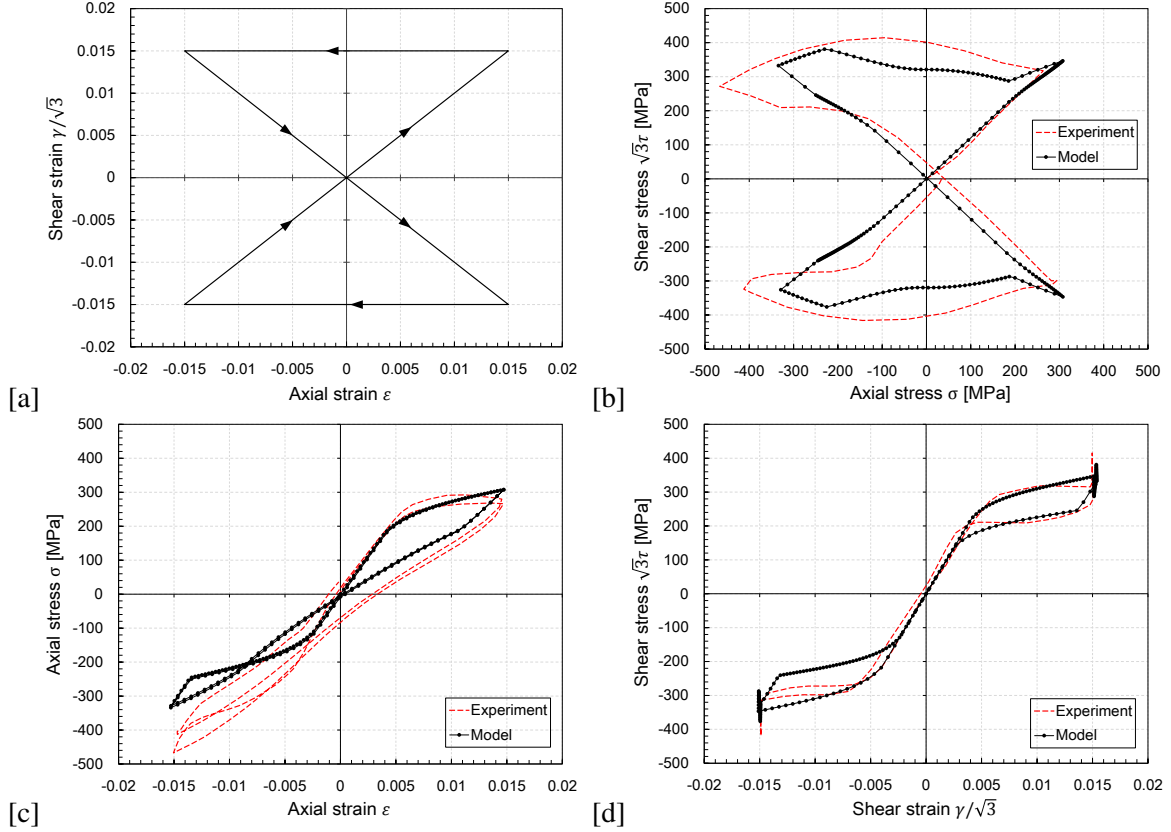 [a]
0.02
0.015
0.01
0.005
0
-0.005
-0.01
-0.015
-0.02
Shear strain γ/√3
-0.02 -0.015 -0.01 -0.005 0 0.005 0.01 0.015 0.02
Axial strain ε
[b]
500
400
300
200
100
0
-100
-200
-300
-400
-500
Shear stress √3τ [MPa]
Experiment
Model
-500 -400 -300 -200 -100 0 100 200 300 400 500
Axial stress σ [MPa]
[c]
500
400
300
200
100
0
-100
-200
-300
-400
-500
Axial stress σ [MPa]
Experiment
Model
-0.02 -0.015 -0.01 -0.005 0 0.005 0.01 0.015 0.02
Axial strain ε
[d]
500
400
300
200
100
0
-100
-200
-300
-400
-500
Shear stress √3τ [MPa]
Experiment
Model
-0.02 -0.015 -0.01 -0.005 0 0.005 0.01 0.015 0.02
Shear strain γ/√3